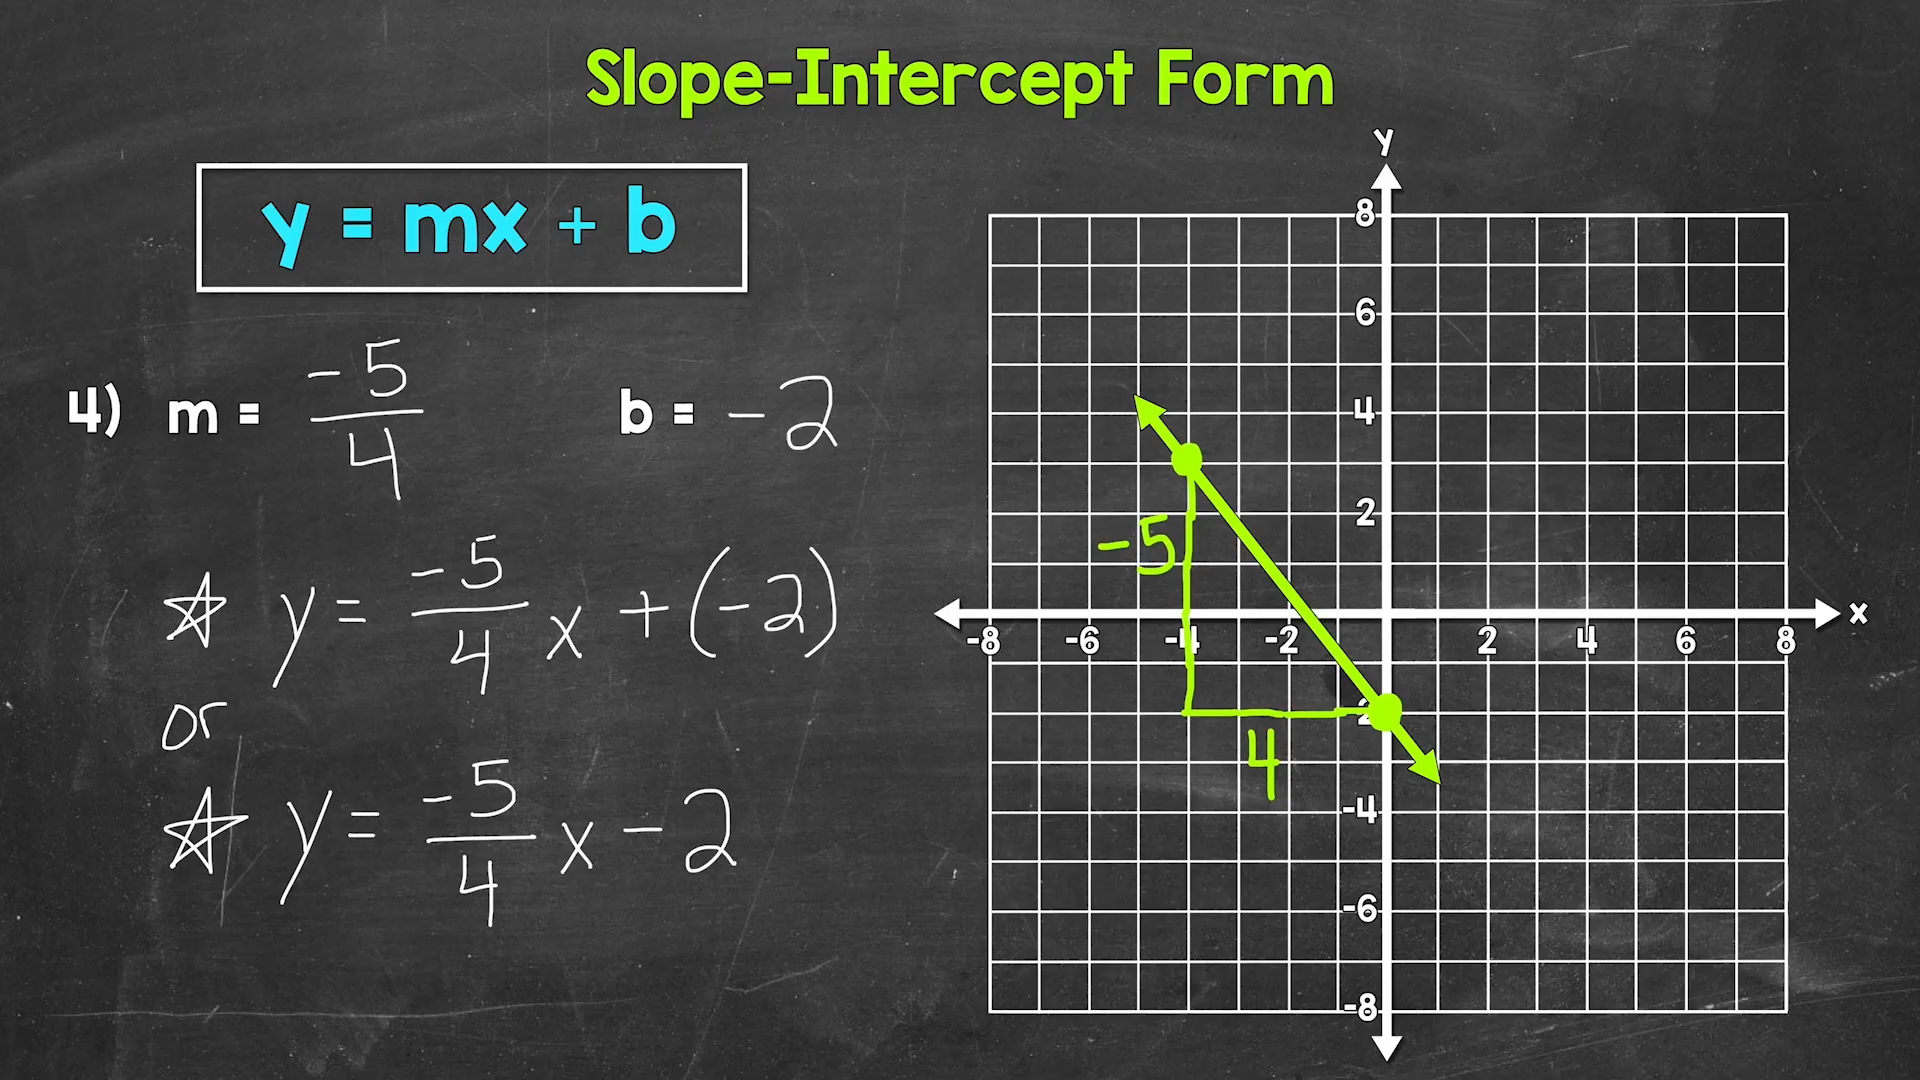 Slope-Intercept Form
y = mx + b
4) m = -5/4 b = -2
☆ y = -5/4 x + (-2)
or
☆ y = -5/4 x - 2
y
8
6
4
2
-8 -6 -4 -2 2 4 6 8 x
-5
4
-4
-6
-8